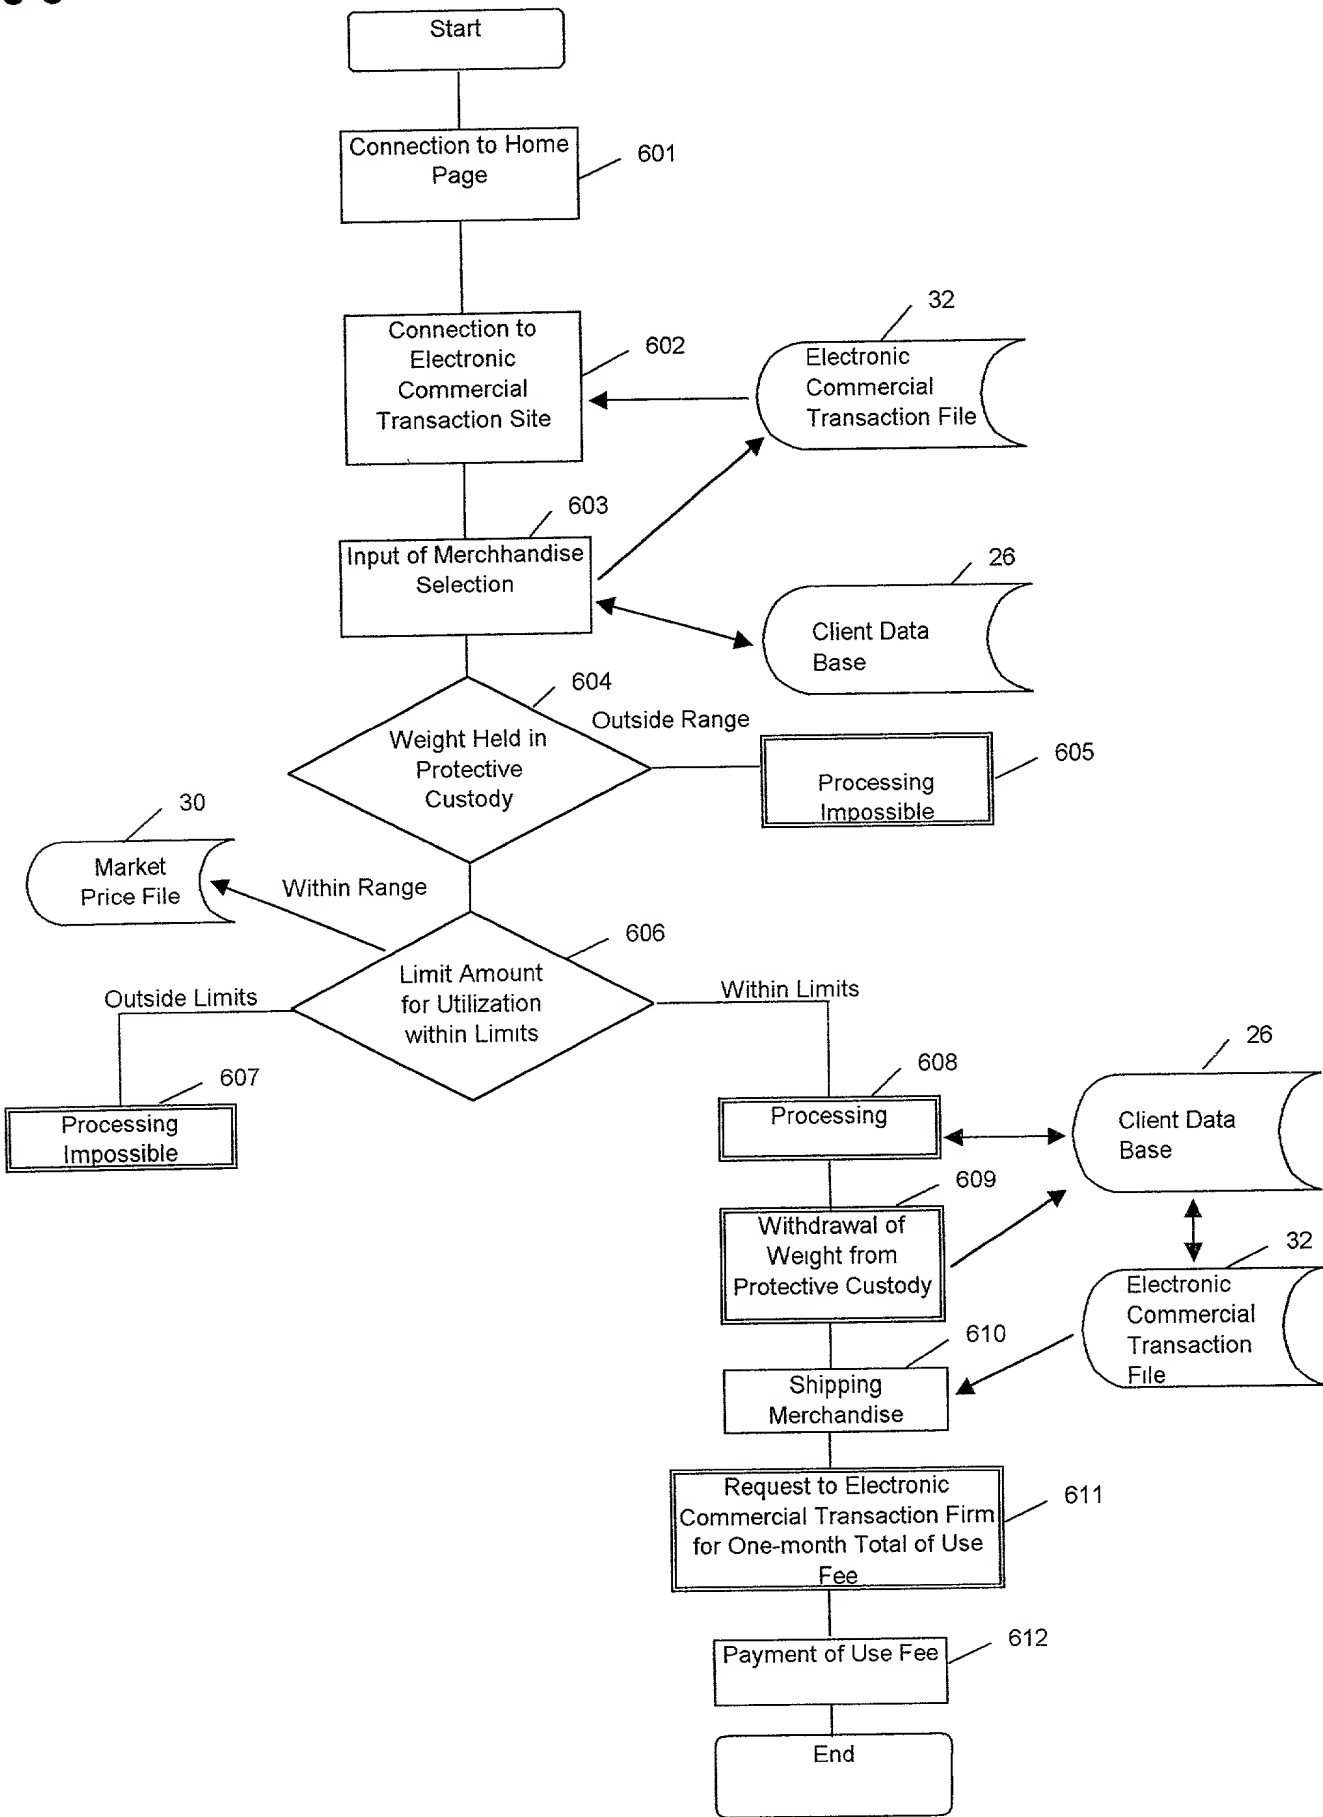 Start
Connection to Home
Page
601
Connection to
Electronic
Commercial
Transaction Site
602
32
Electronic
Commercial
Transaction File
603
Input of Merchhandise
Selection
26
Client Data
Base
604
Weight Held in
Protective
Custody
Outside Range
Processing
Impossible
605
30
Market
Price File
Within Range
606
Limit Amount
for Utilization
within Limits
Outside Limits
Within Limits
607
Processing
Impossible
608
Processing
26
Client Data
Base
609
Withdrawal of
Weight from
Protective Custody
32
Electronic
Commercial
Transaction
File
610
Shipping
Merchandise
Request to Electronic
Commercial Transaction Firm
for One-month Total of Use
Fee
611
Payment of Use Fee
612
End